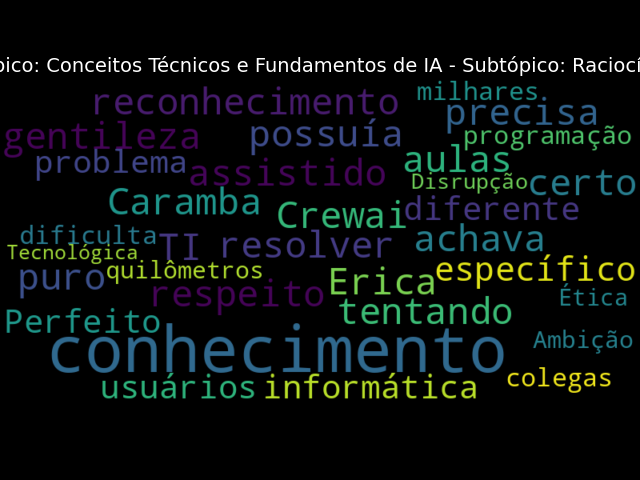 pico: Conceitos Técnicos e Fundamentos de IA - Subtópico: Raciocí
milhares
reconhecimento precisa
gentileza possuía programação
problema assistido aulas
Disrupção certo
Caramba Crewai diferente
dificulta TI resolver achava
Tecnológica
puro quilômetros Erica específico
respeito tentando Ética
Perfeito
conhecimento Ambição
usuários informática colegas